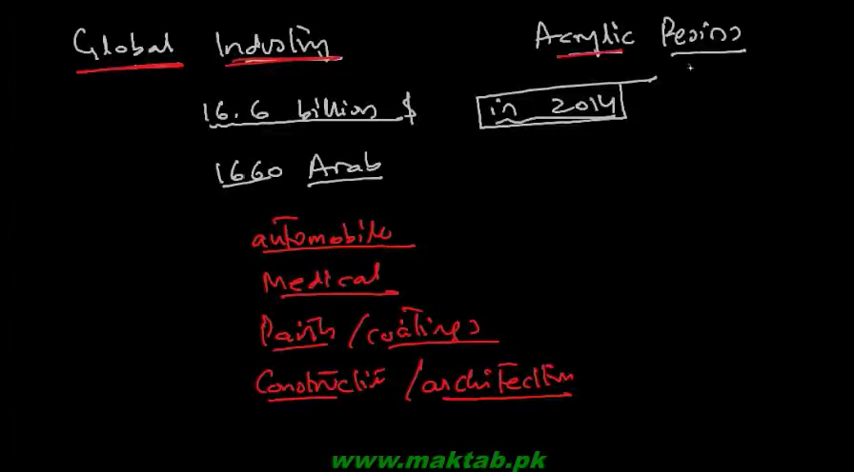 Global Industry Acrylic Resins
16.6 billion $ in 2014
1660 Arab
automobile
Medical
Paints/coatings
Construction/architecture
www.maktab.pk